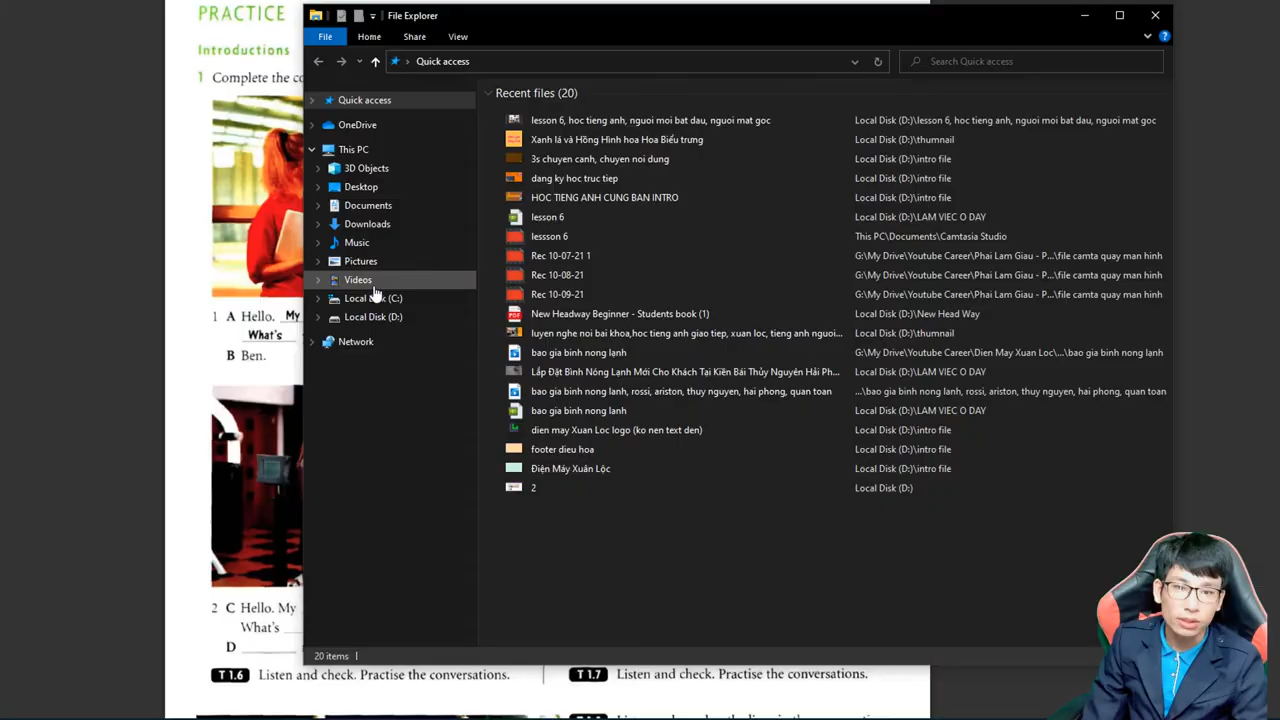 PRACTICE
Introductions
1 Complete the co
1 A Hello. My
What's
B Ben.
2 C Hello. My
What's
D
T 1.6 Listen and check. Practise the conversations.
T 1.7 Listen and check. Practise the conversations.
File Explorer
File Home Share View
Quick access
Search Quick access
Quick access
OneDrive
This PC
3D Objects
Desktop
Documents
Downloads
Music
Pictures
Videos
Local Disk (C:)
Local Disk (D:)
Network
Recent files (20)
lesson 6, hoc tieng anh, nguoi moi bat dau, nguoi mat goc Local Disk (D:)\lesson 6, hoc tieng anh, nguoi moi bat dau, nguoi mat goc
Xanh lá và Hồng Hình hoa Hoa Biểu trưng Local Disk (D:)\thumnail
3s chuyen canh, chuyen noi dung Local Disk (D:)\intro file
dang ky hoc truc tiep Local Disk (D:)\intro file
HOC TIENG ANH CUNG BAN INTRO Local Disk (D:)\intro file
lesson 6 Local Disk (D:)\LAM VIEC O DAY
lessson 6 This PC\Documents\Camtasia Studio
Rec 10-07-21 1 G:\My Drive\Youtube Career\Phai Lam Giau - P...\file camta quay man hinh
Rec 10-08-21 G:\My Drive\Youtube Career\Phai Lam Giau - P...\file camta quay man hinh
Rec 10-09-21 G:\My Drive\Youtube Career\Phai Lam Giau - P...\file camta quay man hinh
New Headway Beginner - Students book (1) Local Disk (D:)\New Head Way
luyen nghe noi bai khoa,hoc tieng anh giao tiep, xuan loc, tieng anh nguoi... Local Disk (D:)\thumnail
bao gia binh nong lạnh G:\My Drive\Youtube Career\Dien May Xuan Loc\...\bao gia binh nong lạnh
Lắp Đặt Bình Nóng Lạnh Mới Cho Khách Tại Kiền Bái Thủy Nguyên Hải Ph... Local Disk (D:)\LAM VIEC O DAY
bao gia binh nong lạnh, rossi, ariston, thuy nguyen, hai phong, quan toan ...\bao gia binh nong lạnh
bao gia binh nong lanh Local Disk (D:)\LAM VIEC O DAY
dien may Xuan Loc logo (ko nen text den) Local Disk (D:)\intro file
footer dieu hoa Local Disk (D:)\intro file
Điện Máy Xuân Lộc Local Disk (D:)\intro file
2 Local Disk (D:)
20 items